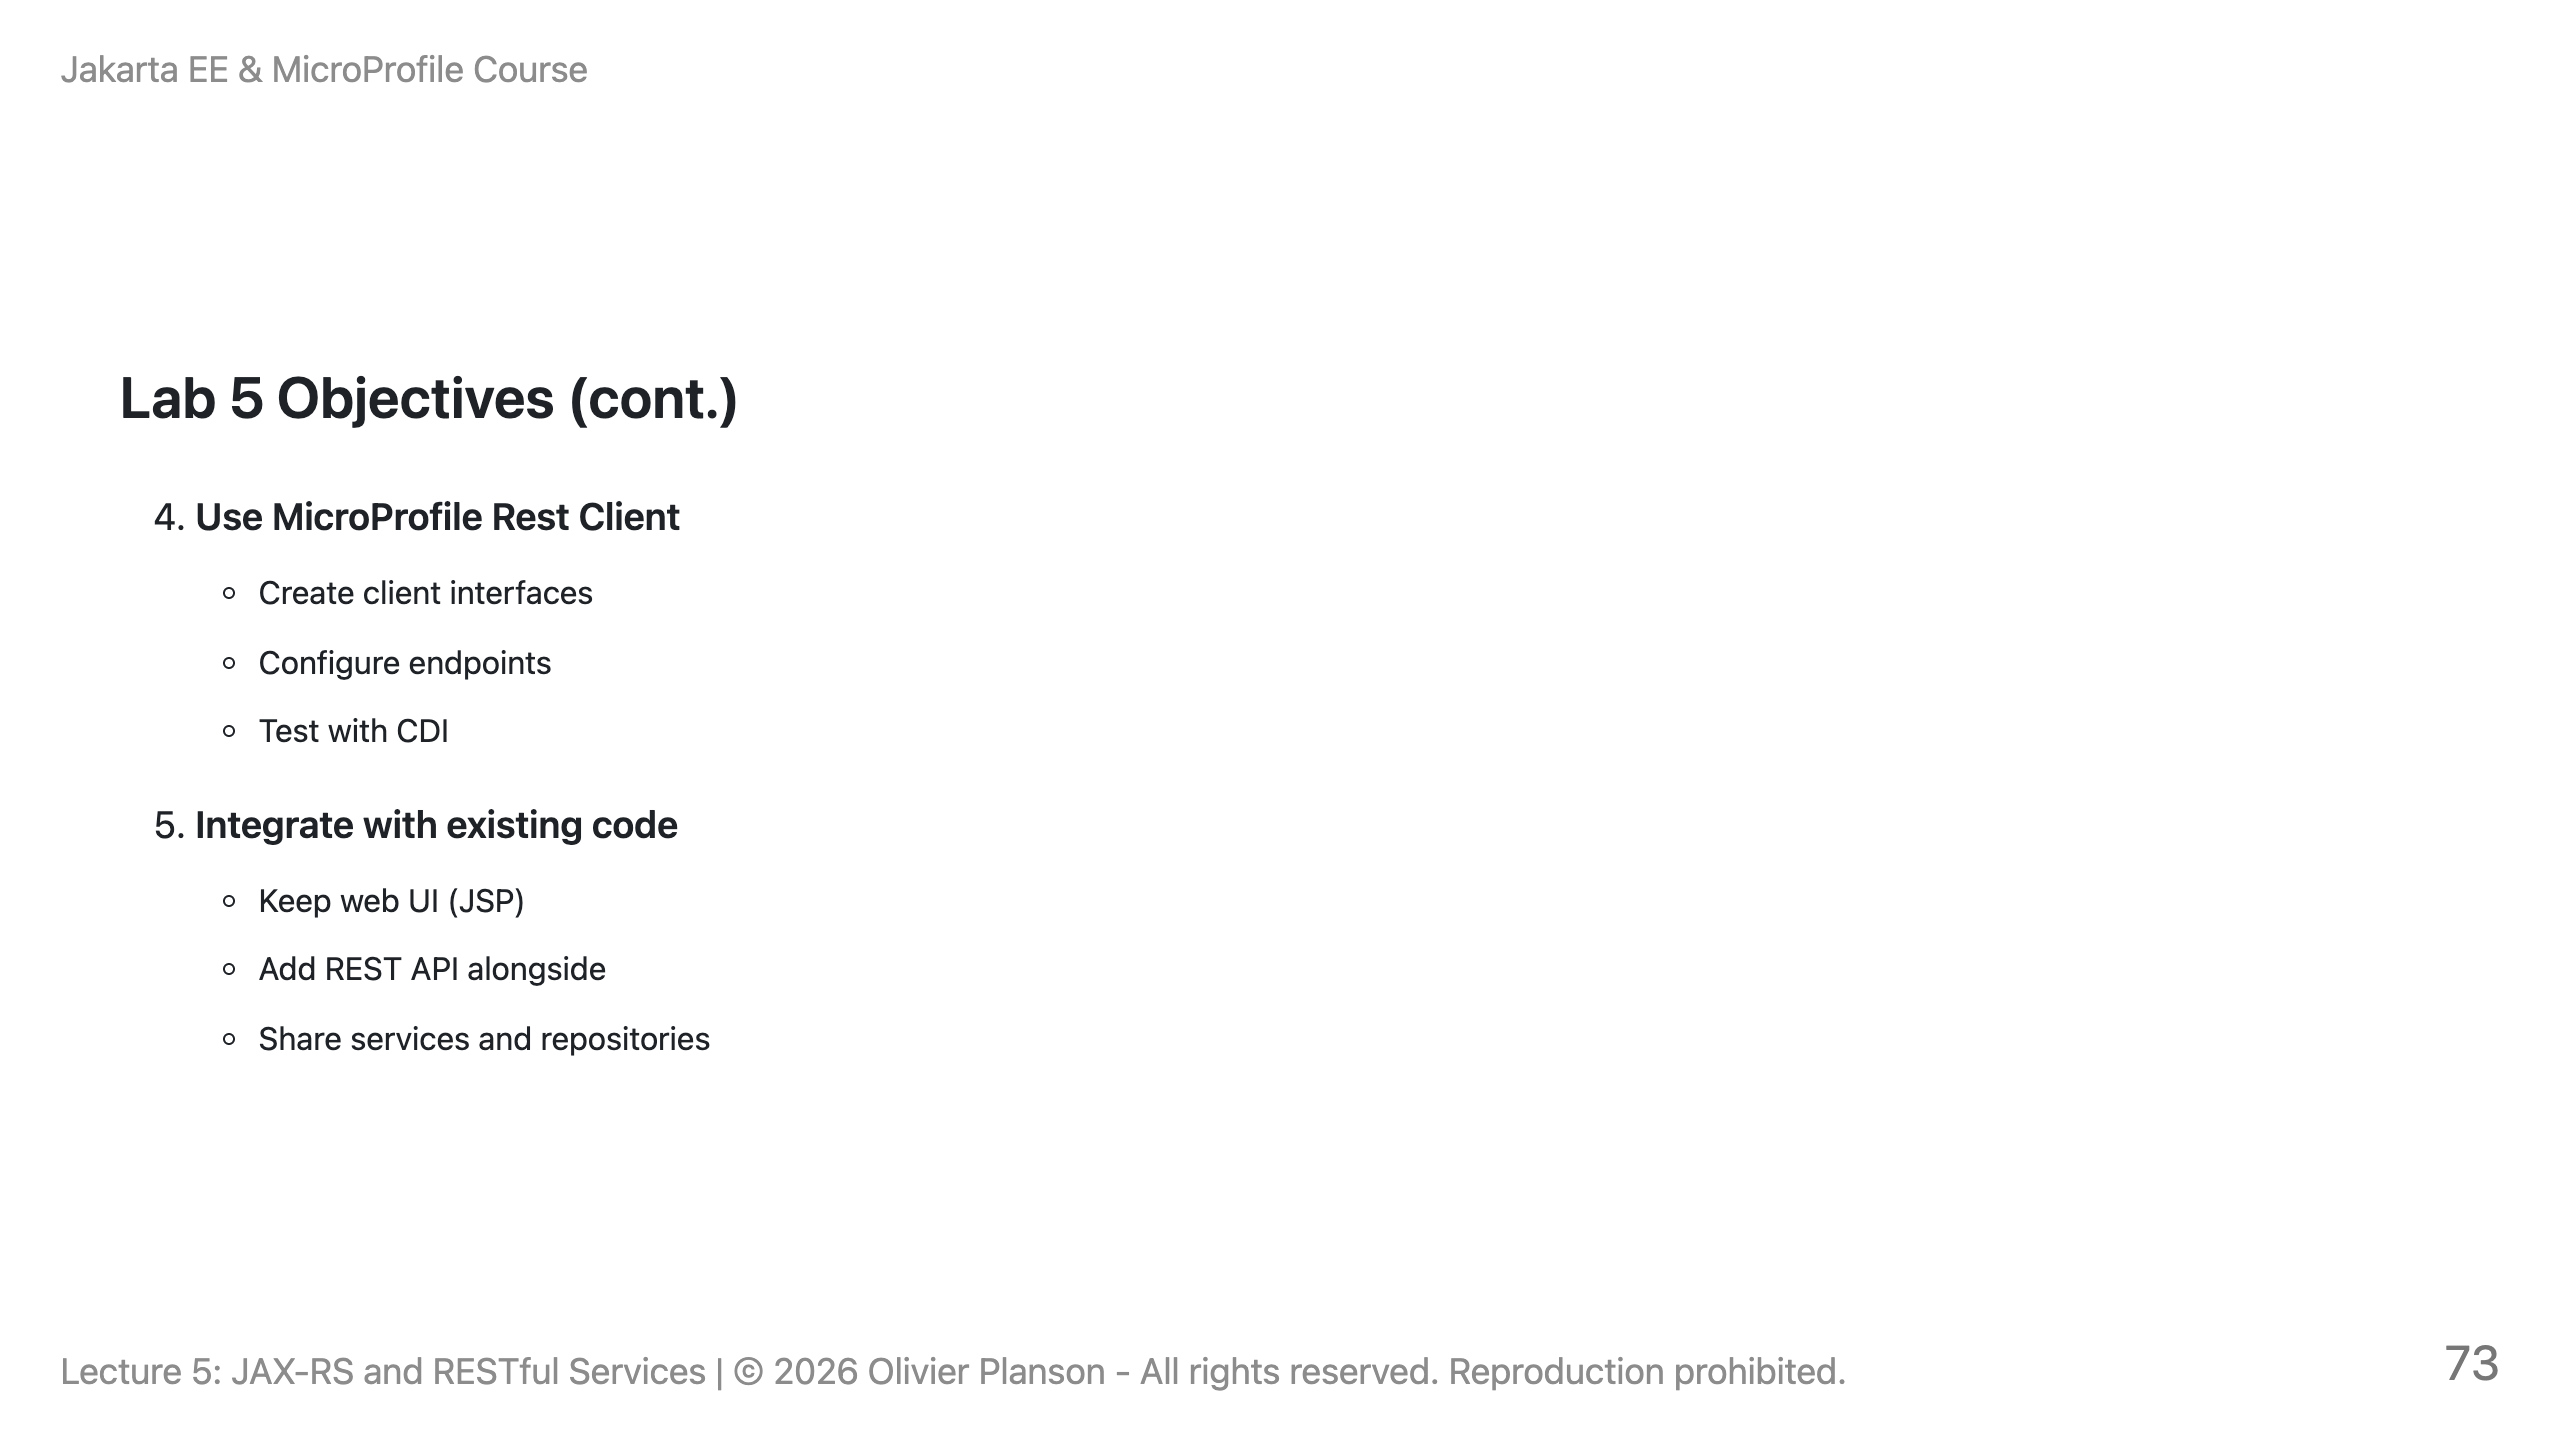 Jakarta EE & MicroProfile Course
Lab 5 Objectives (cont.)
4. Use MicroProfile Rest Client
Create client interfaces
Configure endpoints
Test with CDI
5. Integrate with existing code
Keep web UI (JSP)
Add REST API alongside
Share services and repositories
Lecture 5: JAX-RS and RESTful Services | © 2026 Olivier Planson - All rights reserved. Reproduction prohibited.
73